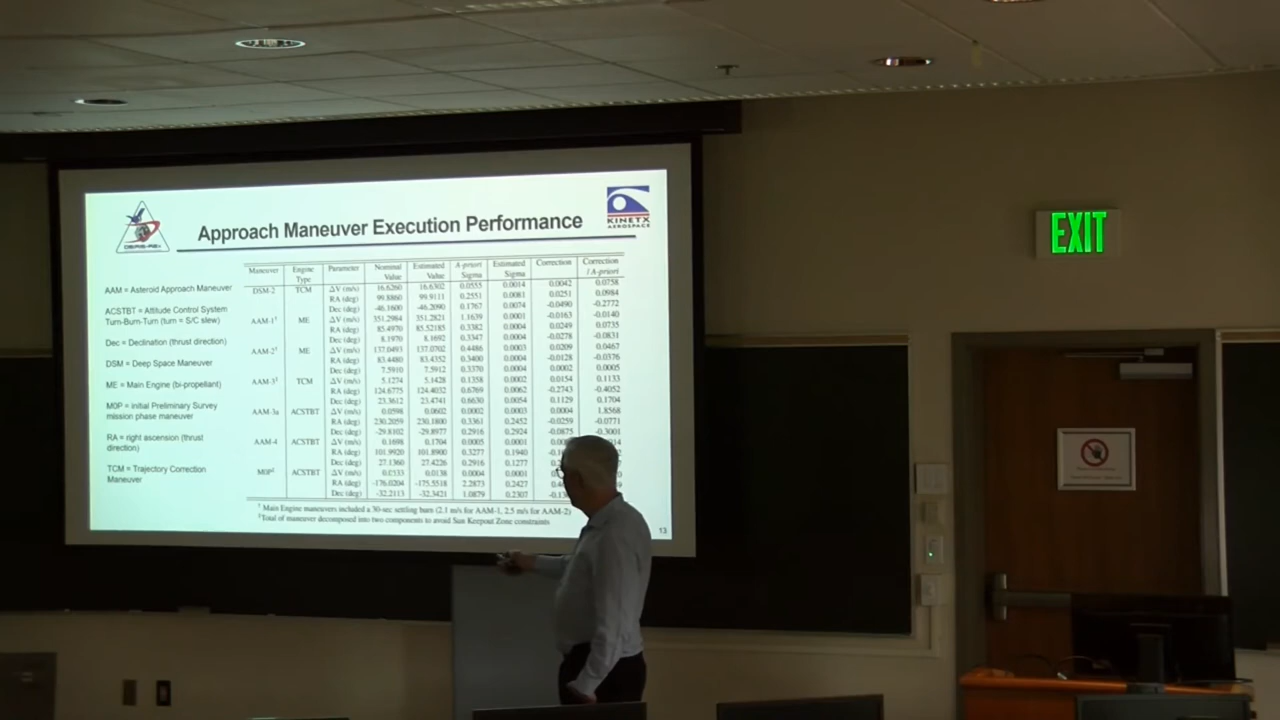 OSIRIS-REx
Approach Maneuver Execution Performance
KINETX
AEROSPACE
AAM = Asteroid Approach Maneuver
ACSTBT = Attitude Control System
Turn-Burn-Turn (turn = S/C slew)
Dec = Declination (thrust direction)
DSM = Deep Space Maneuver
ME = Main Engine (bi-propellant)
M0P = Initial Preliminary Survey
mission phase maneuver
RA = right ascension (thrust
direction)
TCM = Trajectory Correction
Maneuver
Maneuver Engine Type Parameter Nominal Value Estimated Value A-priori Sigma Estimated Sigma Correction Correction / A-priori
DSM-2 TCM ΔV (m/s) 16.6260 16.6302 0.0555 0.0014 0.0042 0.0758
RA (deg) 99.8860 99.9111 0.2551 0.0081 0.0251 0.0984
Dec (deg) -46.1600 -46.2090 0.1767 0.0074 -0.0490 -0.2772
AAM-1† ME ΔV (m/s) 351.2984 351.2821 1.1639 0.0001 -0.0163 -0.0140
RA (deg) 85.4970 85.52185 0.3382 0.0004 0.0249 0.0735
Dec (deg) 8.1970 8.1692 0.3347 0.0004 -0.0278 -0.0831
AAM-2† ME ΔV (m/s) 137.0493 137.0702 0.4486 0.0003 0.0209 0.0467
RA (deg) 83.4480 83.4352 0.3400 0.0004 -0.0128 -0.0376
Dec (deg) 7.5910 7.5912 0.3370 0.0004 0.0002 0.0005
AAM-3‡ TCM ΔV (m/s) 5.1274 5.1428 0.1358 0.0002 0.0154 0.1133
RA (deg) 124.6775 124.4032 0.6769 0.0062 -0.2743 -0.4052
Dec (deg) 23.3612 23.4741 0.6630 0.0054 0.1129 0.1704
AAM-3a ACSTBT ΔV (m/s) 0.0598 0.0602 0.0002 0.0003 0.0004 1.8568
RA (deg) 230.2059 230.1800 0.3361 0.2452 -0.0259 -0.0771
Dec (deg) -29.8102 -29.8977 0.2916 0.2940 -0.0875 -0.3001
AAM-4 ACSTBT ΔV (m/s) 0.1698 0.1704 0.0005 0.0001
RA (deg) 101.9920 101.8900 0.3277 0.1940
Dec (deg) 27.1360 27.4226 0.2916 0.1277
M0P‡ ACSTBT ΔV (m/s) 0.0138 0.0004 0.0001
RA (deg) -176.0204 -175.5518 2.2873 0.2427
Dec (deg) -32.2113 -32.3421 1.0879 0.2307
† Main Engine maneuvers included a 30-sec settling burn (2.1 m/s for AAM-1, 2.5 m/s for AAM-2)
‡ Total of maneuver decomposed into two components to avoid Sun Keepout Zone constraints
13
EXIT